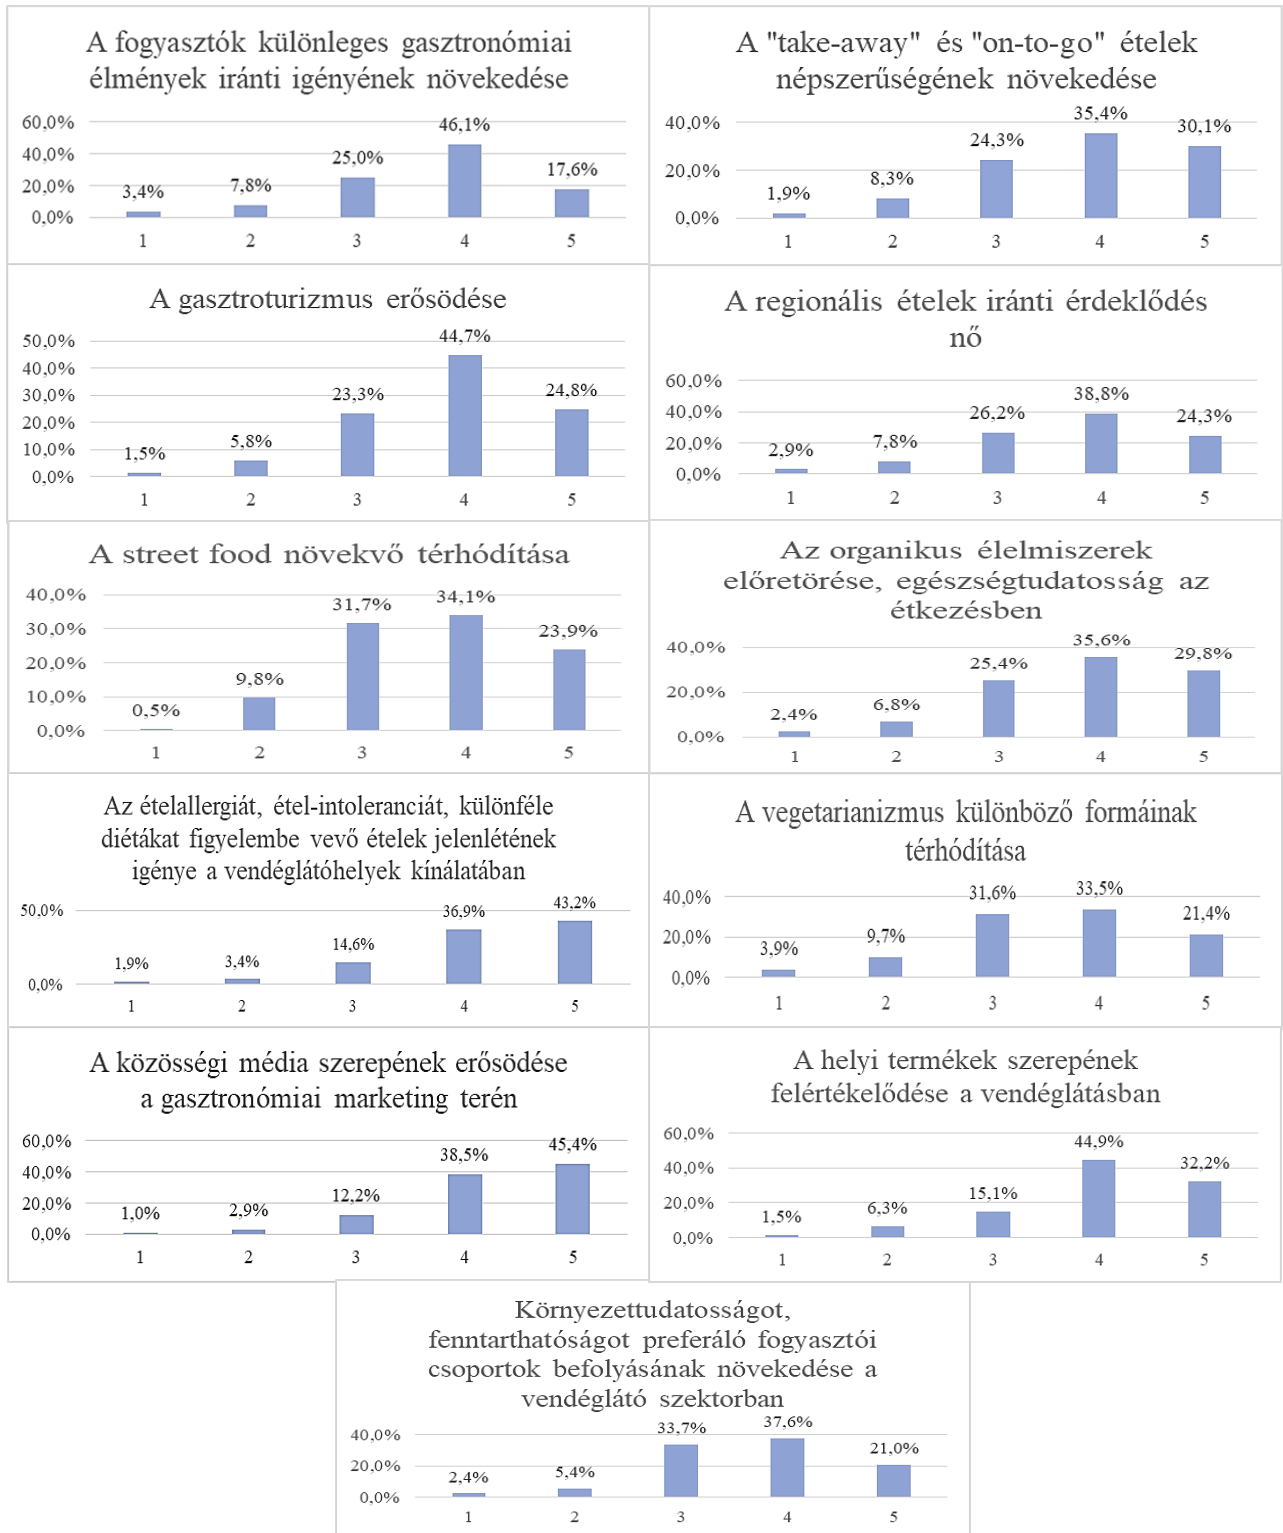 A fogyasztók különleges gasztronómiai
élmények iránti igényének növekedése
60,0%
40,0%
20,0%
0,0%
3,4%
7,8%
25,0%
46,1%
17,6%
1 2 3 4 5
A "take-away" és "on-to-go" ételek
népszerűségének növekedése
40,0%
20,0%
0,0%
1,9%
8,3%
24,3%
35,4%
30,1%
1 2 3 4 5
A gasztroturizmus erősödése
50,0%
40,0%
30,0%
20,0%
10,0%
0,0%
1,5%
5,8%
23,3%
44,7%
24,8%
1 2 3 4 5
A regionális ételek iránti érdeklődés
nő
60,0%
40,0%
20,0%
0,0%
2,9%
7,8%
26,2%
38,8%
24,3%
1 2 3 4 5
A street food növekvő térhódítása
40,0%
30,0%
20,0%
10,0%
0,0%
0,5%
9,8%
31,7%
34,1%
23,9%
1 2 3 4 5
Az organikus élelmiszerek
előretörése, egészségtudatosság az
étkezésben
40,0%
20,0%
0,0%
2,4%
6,8%
25,4%
35,6%
29,8%
1 2 3 4 5
Az ételallergiát, étel-intoleranciát, különféle
diétákat figyelembe vevő ételek jelenlétének
igénye a vendéglátóhelyek kínálatában
50,0%
0,0%
1,9%
3,4%
14,6%
36,9%
43,2%
1 2 3 4 5
A vegetarianizmus különböző formáinak
térhódítása
40,0%
20,0%
0,0%
3,9%
9,7%
31,6%
33,5%
21,4%
1 2 3 4 5
A közösségi média szerepének erősödése
a gasztronómiai marketing terén
60,0%
40,0%
20,0%
0,0%
1,0%
2,9%
12,2%
38,5%
45,4%
1 2 3 4 5
A helyi termékek szerepének
felértékelődése a vendéglátásban
60,0%
40,0%
20,0%
0,0%
1,5%
6,3%
15,1%
44,9%
32,2%
1 2 3 4 5
Környezettudatosságot,
fenntarthatóságot preferáló fogyasztói
csoportok befolyásának növekedése a
vendéglátó szektorban
40,0%
20,0%
0,0%
2,4%
5,4%
33,7%
37,6%
21,0%
1 2 3 4 5